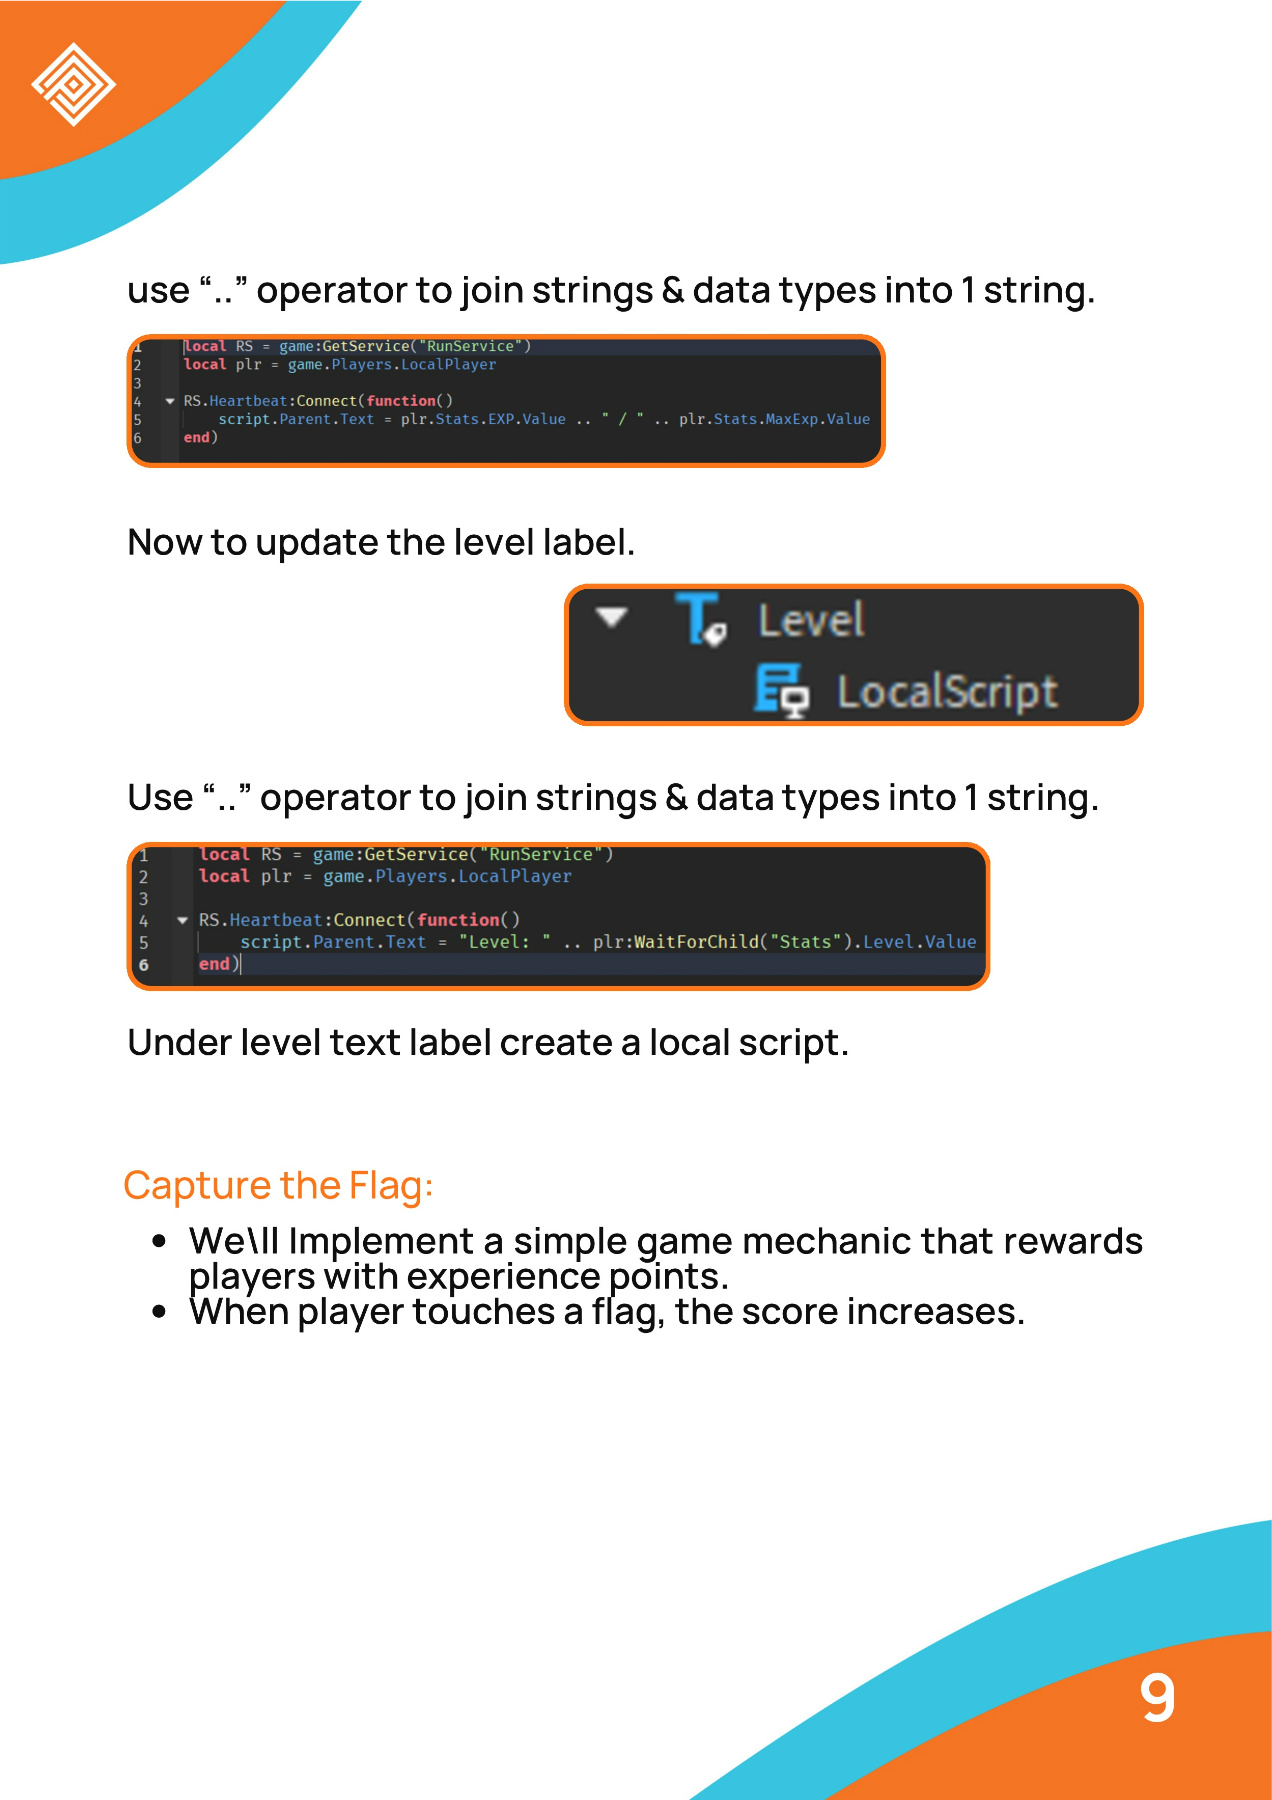 use “..” operator to join strings & data types into 1 string.
1 local RS = game:GetService("RunService")
2 local plr = game.Players.LocalPlayer
3
4 RS.Heartbeat:Connect(function()
5 script.Parent.Text = plr.Stats.EXP.Value .. " / " .. plr.Stats.MaxExp.Value
6 end)
Now to update the level label.
Level
LocalScript
Use “..” operator to join strings & data types into 1 string.
1 local RS = game:GetService("RunService")
2 local plr = game.Players.LocalPlayer
3
4 RS.Heartbeat:Connect(function()
5 script.Parent.Text = "Level: " .. plr:WaitForChild("Stats").Level.Value
6 end)
Under level text label create a local script.
Capture the Flag:
• We\ll Implement a simple game mechanic that rewards
players with experience points.
• When player touches a flag, the score increases.
9